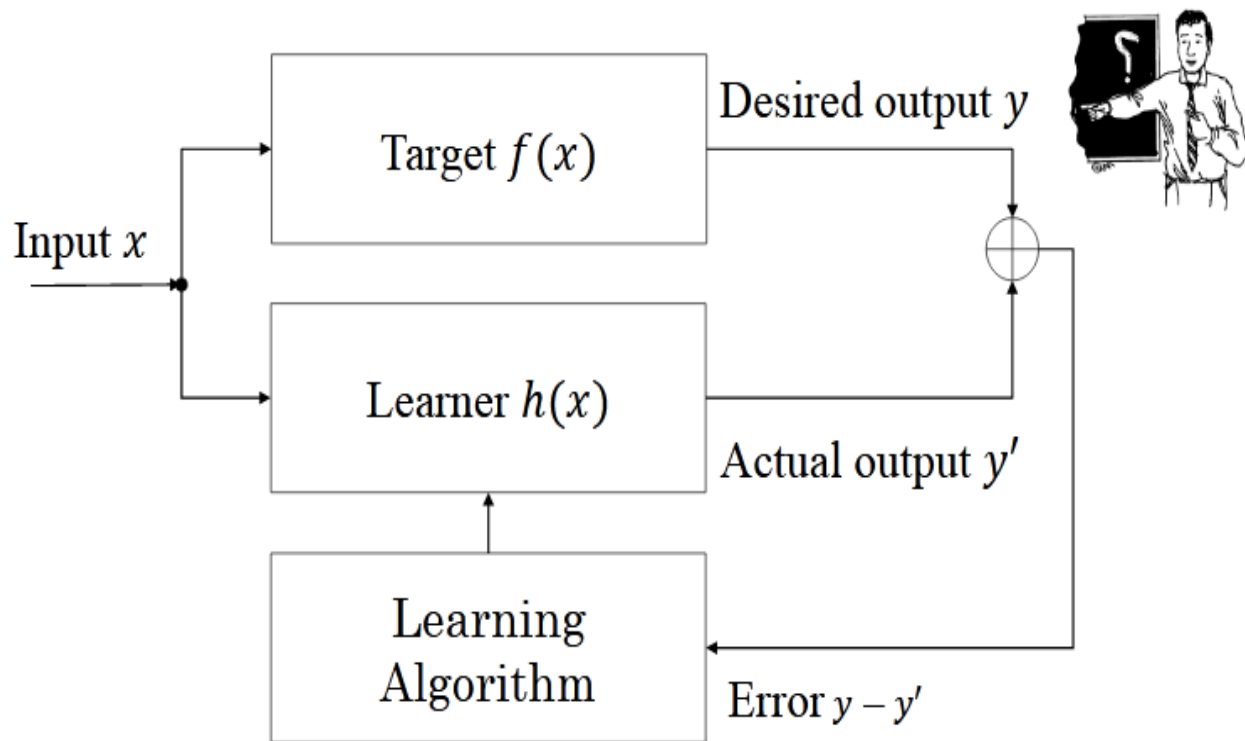 Desired output y
Target f(x)
Input x
Learner h(x)
Actual output y′
Learning
Algorithm
Error y – y′